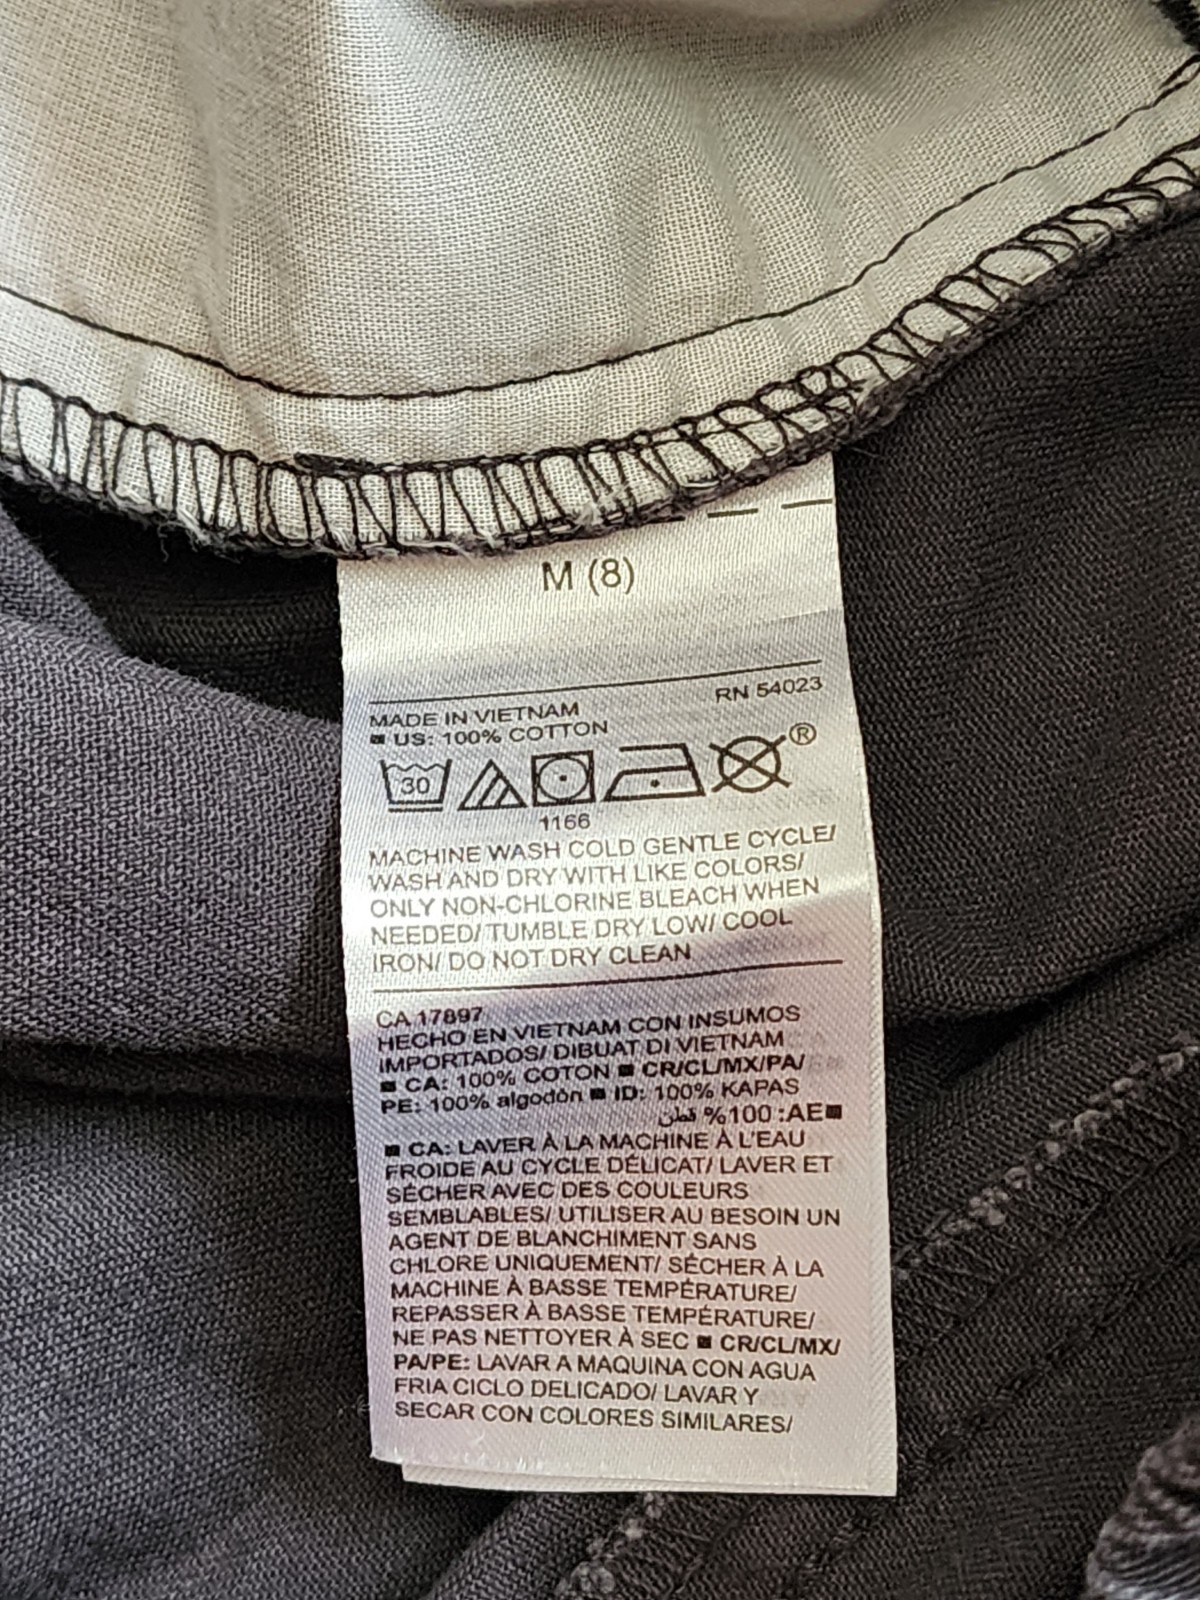 M (8)
RN 54023
MADE IN VIETNAM
■ US: 100% COTTON
30
®
1166
MACHINE WASH COLD GENTLE CYCLE/
WASH AND DRY WITH LIKE COLORS/
ONLY NON-CHLORINE BLEACH WHEN
NEEDED/ TUMBLE DRY LOW/ COOL
IRON/ DO NOT DRY CLEAN
CA 17897
HECHO EN VIETNAM CON INSUMOS
IMPORTADOS/ DIBUAT DI VIETNAM
■ CA: 100% COTON ■ CR/CL/MX/PA/
PE: 100% algodón ■ ID: 100% KAPAS
■AE: 100% قطن
■ CA: LAVER À LA MACHINE À L'EAU
FROIDE AU CYCLE DÉLICAT/ LAVER ET
SÉCHER AVEC DES COULEURS
SEMBLABLES/ UTILISER AU BESOIN UN
AGENT DE BLANCHIMENT SANS
CHLORE UNIQUEMENT/ SÉCHER À LA
MACHINE À BASSE TEMPÉRATURE/
REPASSER À BASSE TEMPÉRATURE/
NE PAS NETTOYER À SEC ■ CR/CL/MX/
PA/PE: LAVAR A MAQUINA CON AGUA
FRIA CICLO DELICADO/ LAVAR Y
SECAR CON COLORES SIMILARES/